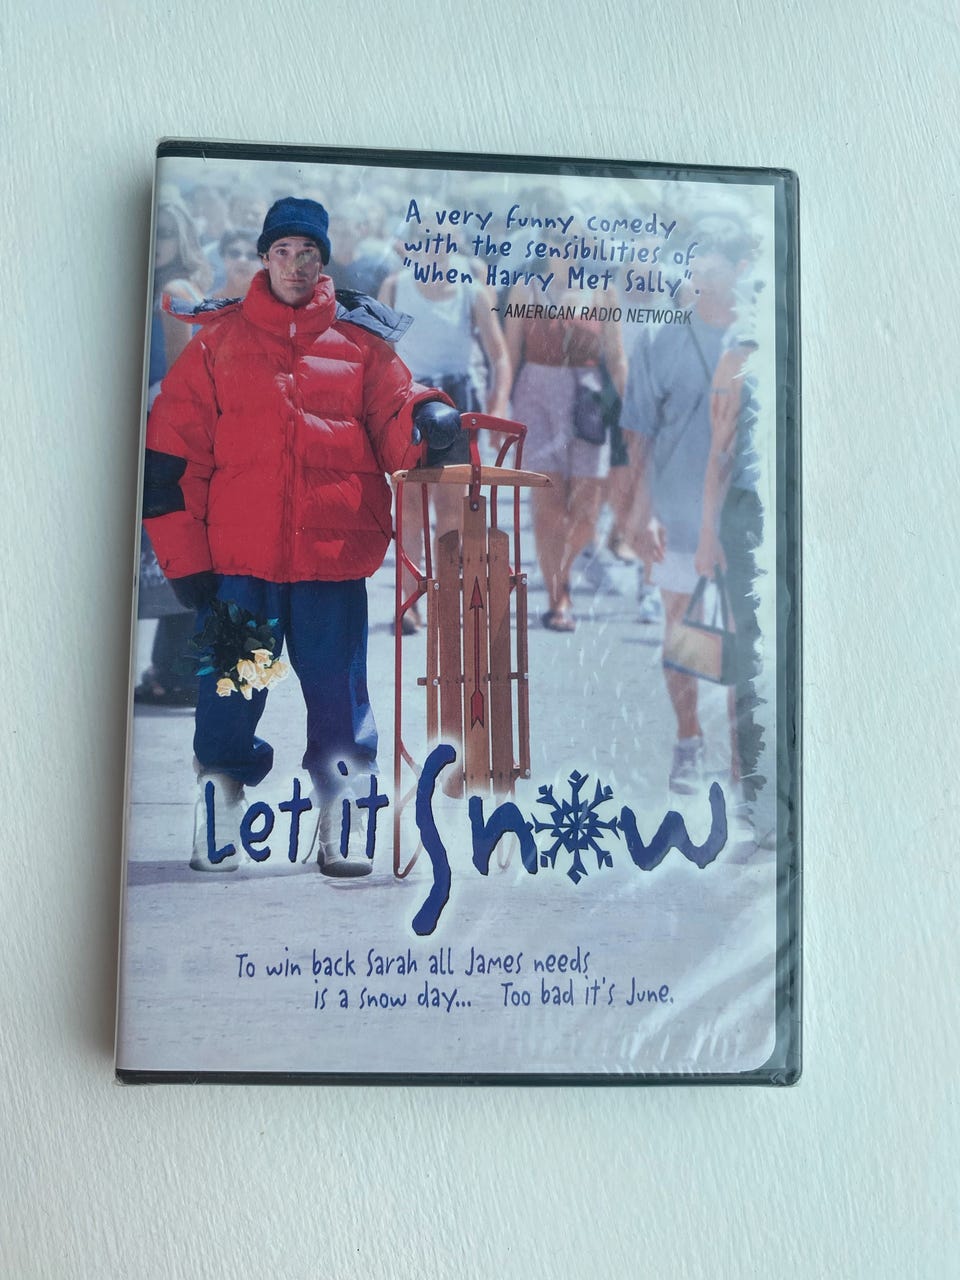 A very funny comedy
with the sensibilities of
"When Harry Met Sally".
~ AMERICAN RADIO NETWORK
Let it Snow
To win back Sarah all James needs
is a snow day... Too bad it's June.